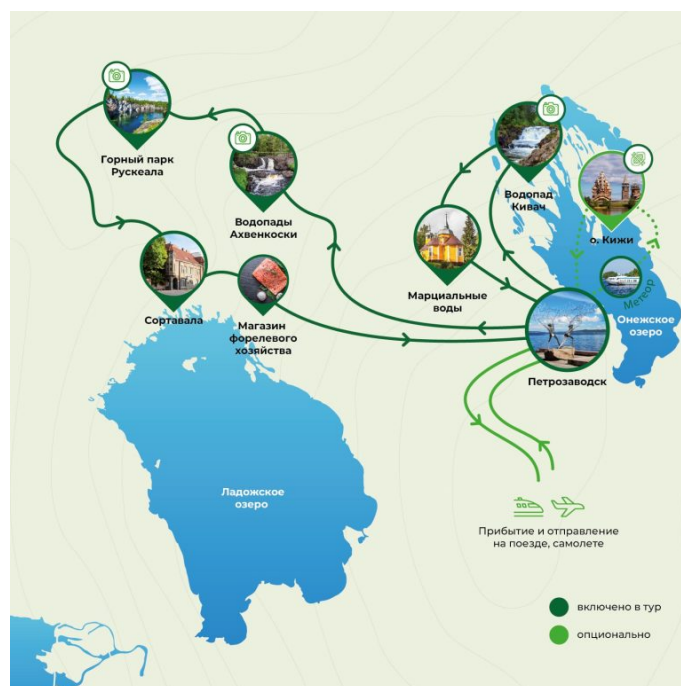 Горный парк
Рускеала
Водопады
Ахвенкоски
Водопад
Кивач
о. Кижи
Марциальные
воды
Метеор
Сортавала
Магазин
форелевого
хозяйства
Онежское
озеро
Петрозаводск
Ладожское
озеро
Прибытие и отправление
на поезде, самолете
включено в тур
опционально